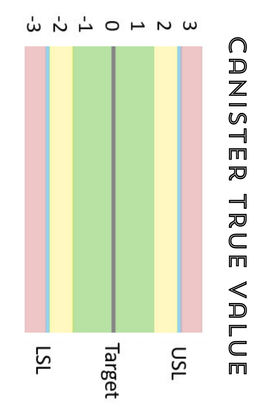 CANISTER TRUE VALUE
3
2
1
0
-1
-2
-3
USL
Target
LSL